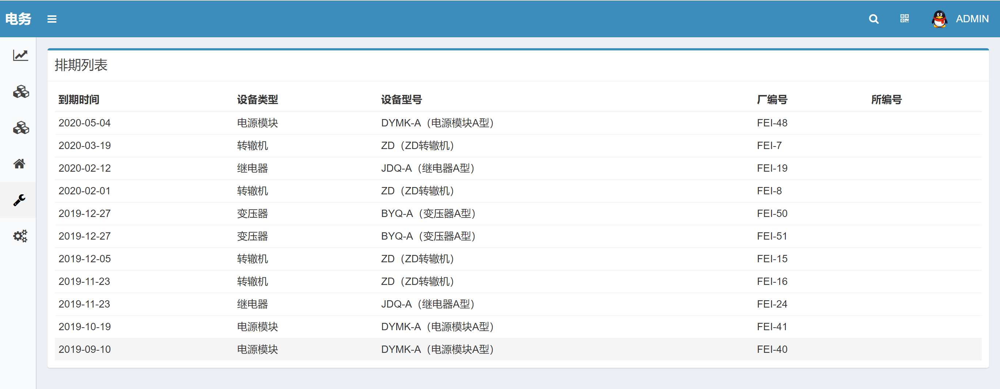 电务 ADMIN
排期列表
到期时间 设备类型 设备型号 厂编号 所编号
2020-05-04 电源模块 DYMK-A（电源模块A型） FEI-48
2020-03-19 转辙机 ZD（ZD转辙机） FEI-7
2020-02-12 继电器 JDQ-A（继电器A型） FEI-19
2020-02-01 转辙机 ZD（ZD转辙机） FEI-8
2019-12-27 变压器 BYQ-A（变压器A型） FEI-50
2019-12-27 变压器 BYQ-A（变压器A型） FEI-51
2019-12-05 转辙机 ZD（ZD转辙机） FEI-15
2019-11-23 转辙机 ZD（ZD转辙机） FEI-16
2019-11-23 继电器 JDQ-A（继电器A型） FEI-24
2019-10-19 电源模块 DYMK-A（电源模块A型） FEI-41
2019-09-10 电源模块 DYMK-A（电源模块A型） FEI-40